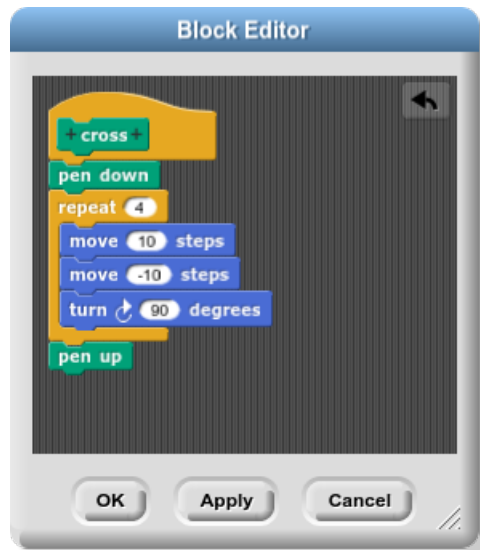 Block Editor
+ cross +
pen down
repeat 4
move 10 steps
move -10 steps
turn ↻ 90 degrees
pen up
OK Apply Cancel